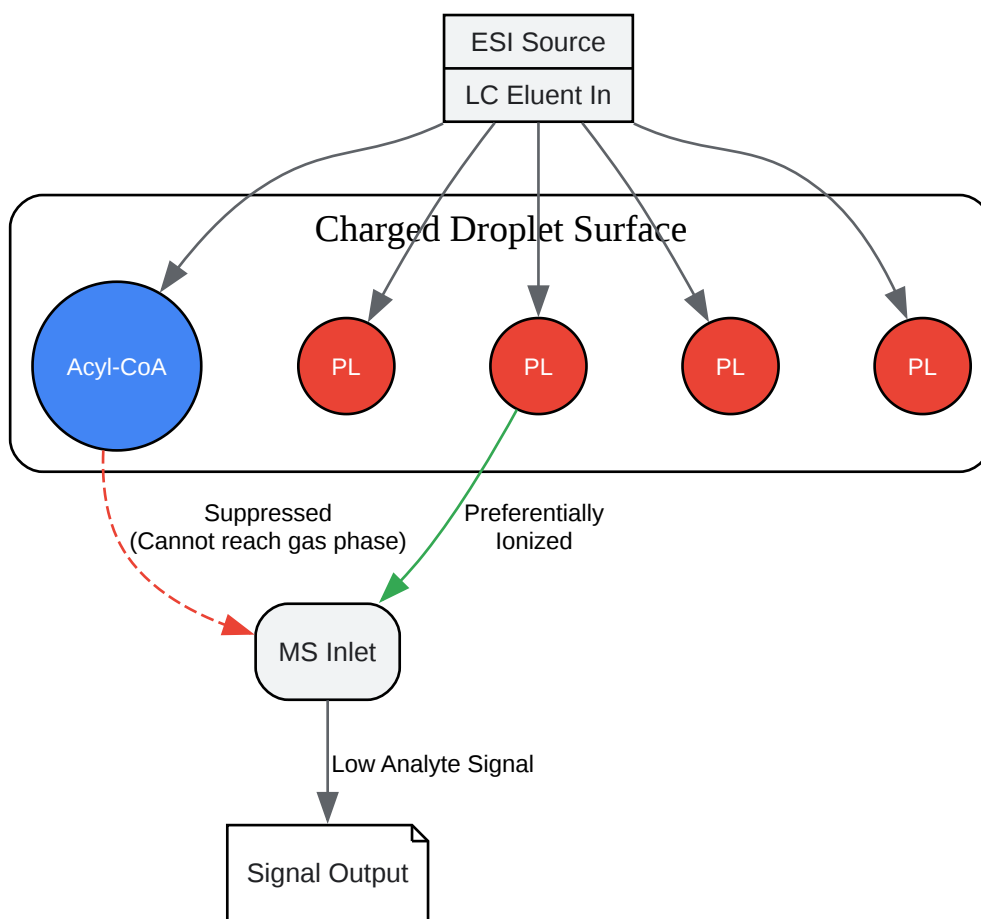 ESI Source
LC Eluent In
Charged Droplet Surface
Acyl-CoA
PL
PL
PL
PL
Suppressed
(Cannot reach gas phase)
Preferentially
Ionized
MS Inlet
Low Analyte Signal
Signal Output